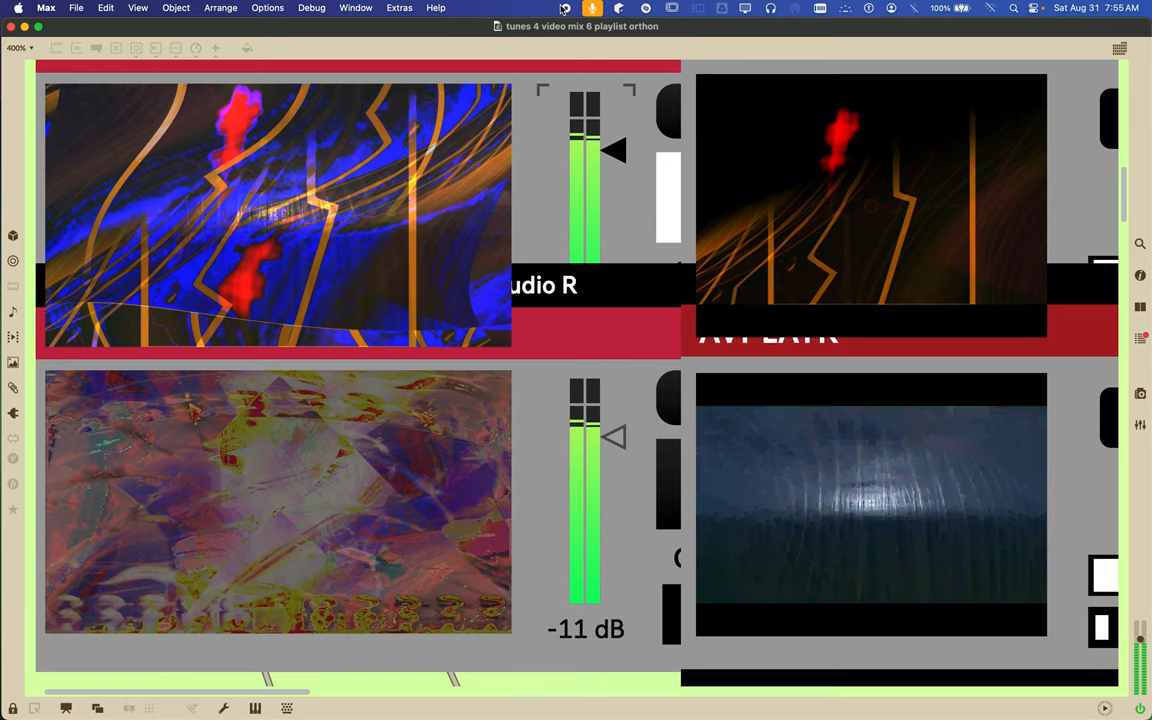 Max File Edit View Object Arrange Options Debug Window Extras Help 100% Sat Aug 31 7:55 AM
tunes 4 video mix 6 playlist orthon
400%
udio R
-11 dB